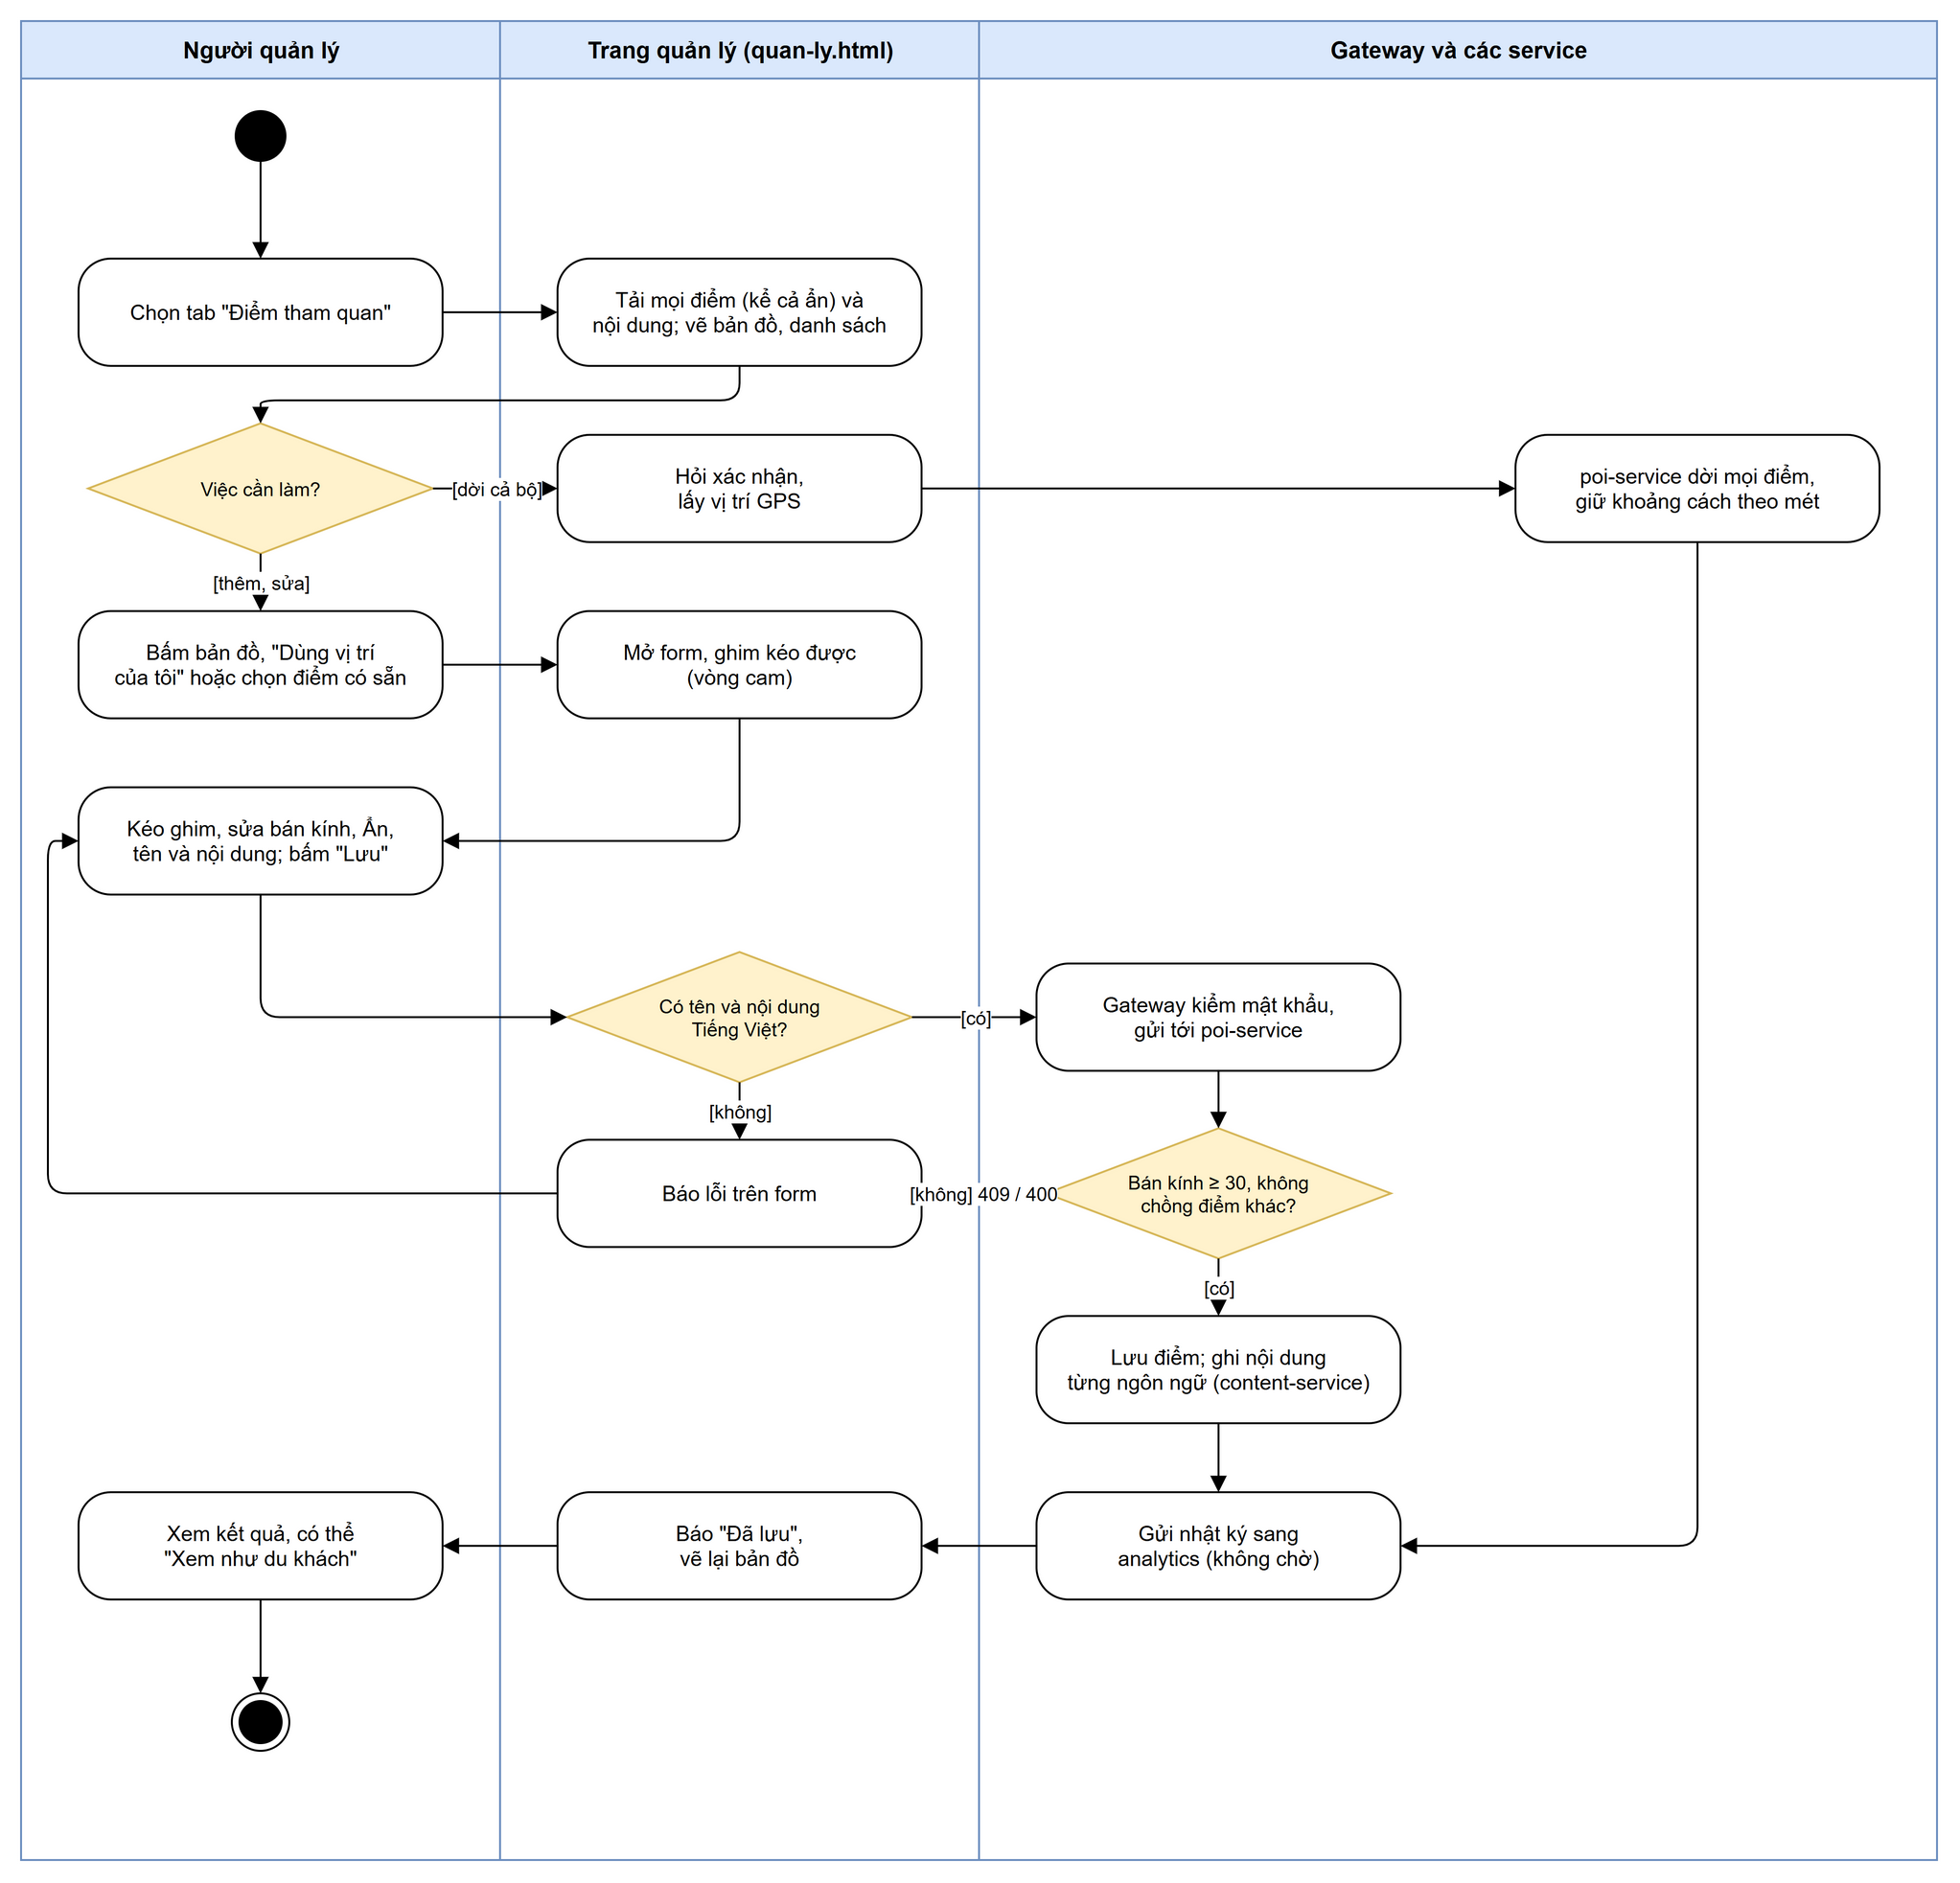 Người quản lý
Trang quản lý (quan-ly.html)
Gateway và các service
Chọn tab "Điểm tham quan"
Tải mọi điểm (kể cả ẩn) và
nội dung; vẽ bản đồ, danh sách
Việc cần làm?
[dời cả bộ]
Hỏi xác nhận,
lấy vị trí GPS
poi-service dời mọi điểm,
giữ khoảng cách theo mét
[thêm, sửa]
Bấm bản đồ, "Dùng vị trí
của tôi" hoặc chọn điểm có sẵn
Mở form, ghim kéo được
(vòng cam)
Kéo ghim, sửa bán kính, Ẩn,
tên và nội dung; bấm "Lưu"
Có tên và nội dung
Tiếng Việt?
[có]
Gateway kiểm mật khẩu,
gửi tới poi-service
[không]
Báo lỗi trên form
[không] 409 / 400
Bán kính ≥ 30, không
chồng điểm khác?
[có]
Lưu điểm; ghi nội dung
từng ngôn ngữ (content-service)
Xem kết quả, có thể
"Xem như du khách"
Báo "Đã lưu",
vẽ lại bản đồ
Gửi nhật ký sang
analytics (không chờ)